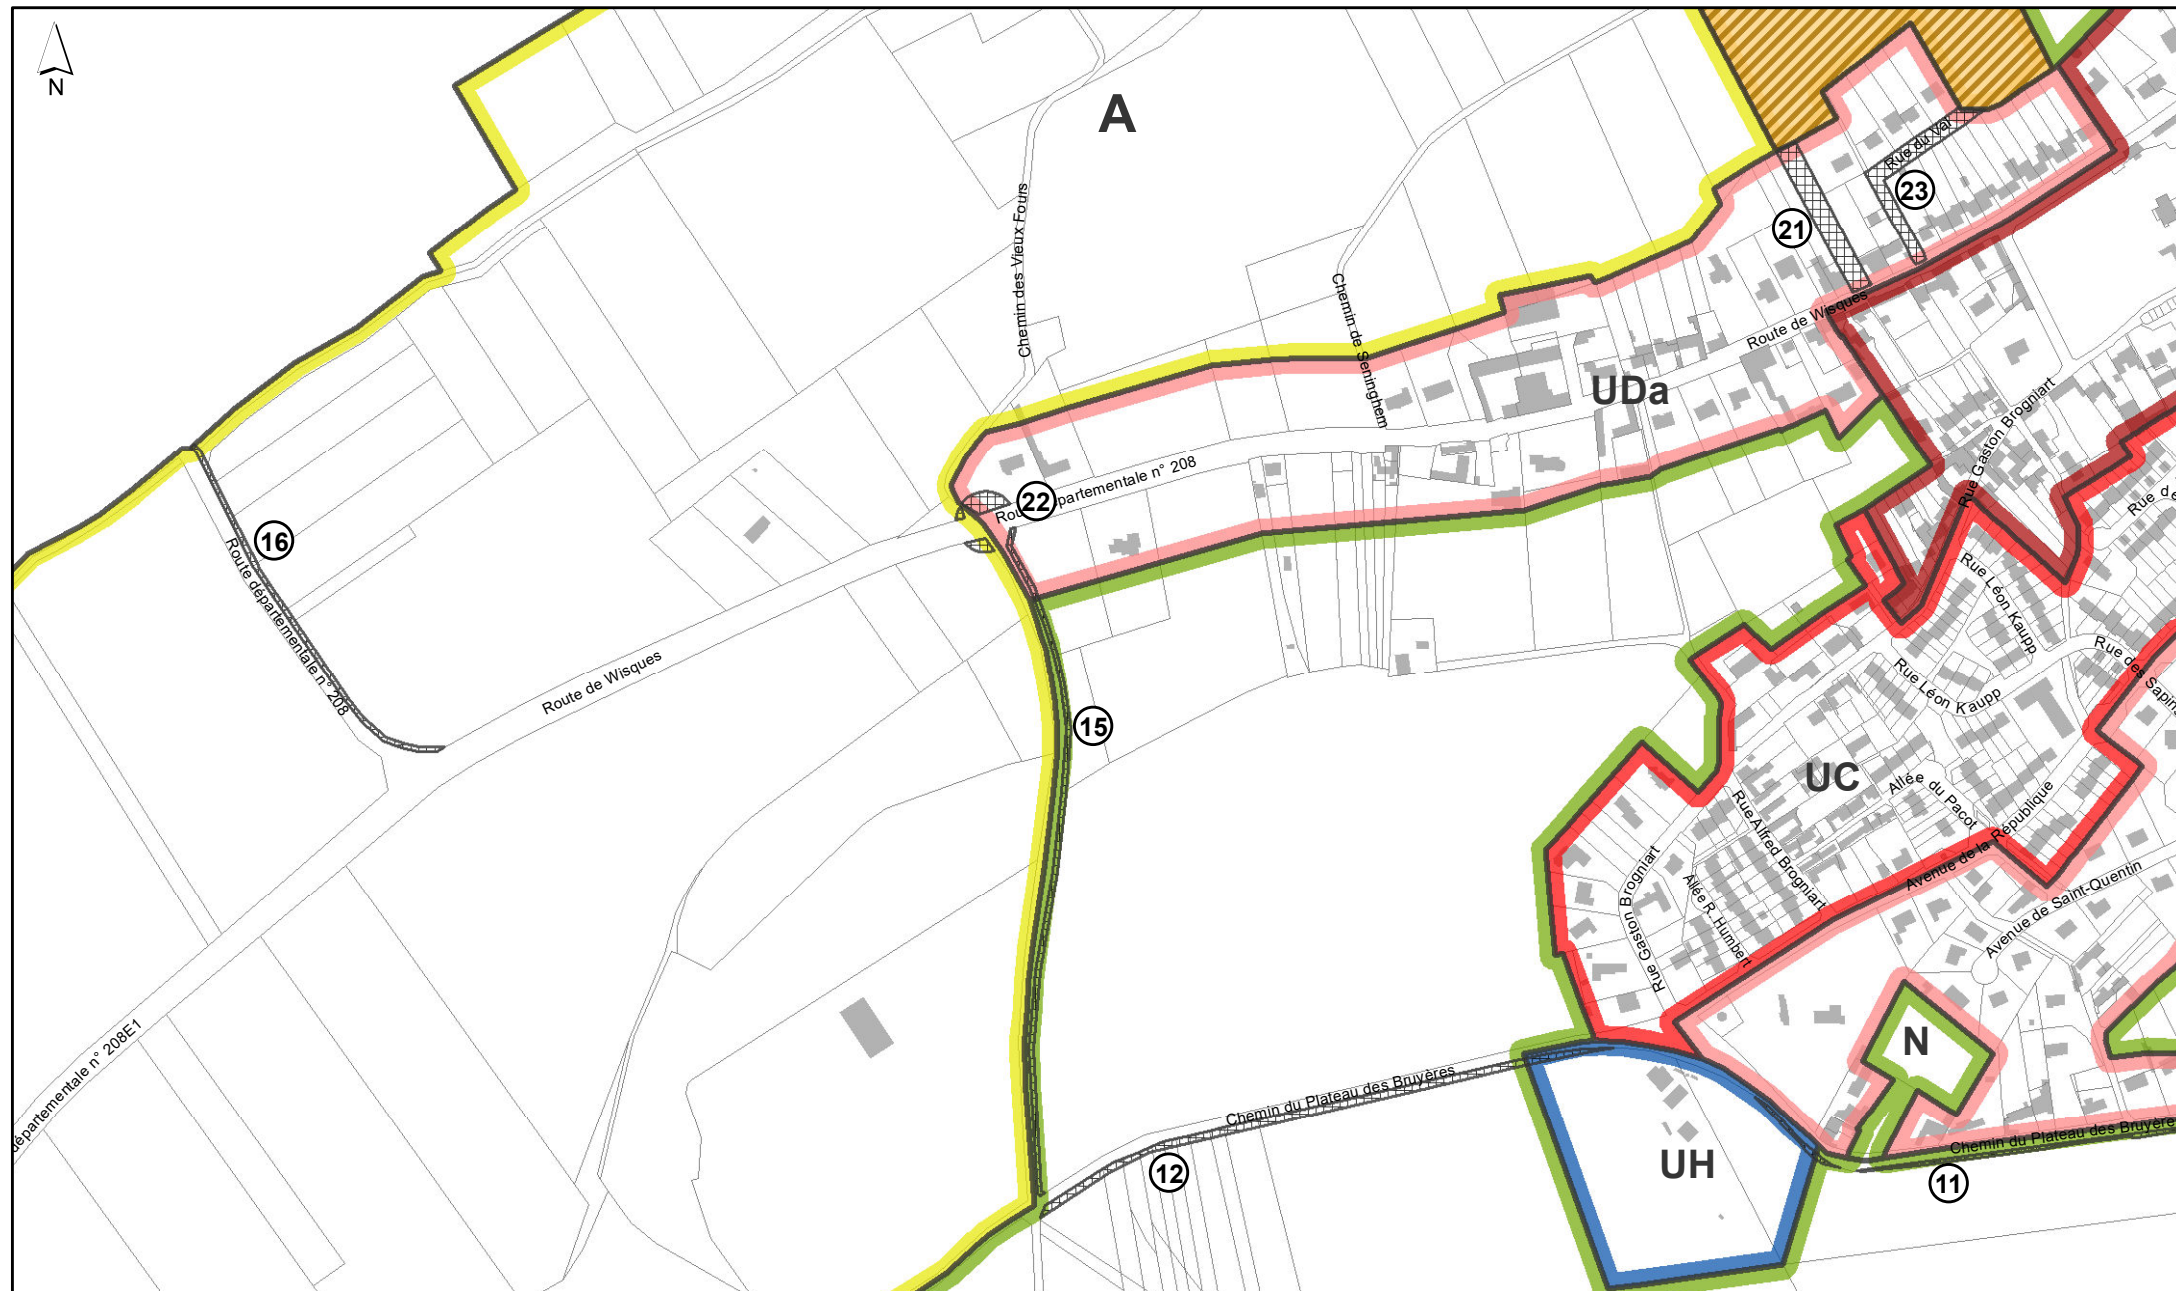 N
A
Rue du Val
23
21
Chemin des Vieux Fours
Chemin de Seninghem
Route de Wisques
UDa
Rue Gaston Brogniart
partementale n° 208
22
Rou
Rue de
16
Route départementale n° 208
Rue Léon Kaupp
Rue des Sapins
Rue Léon Kaupp
Route de Wisques
15
UC
Allée du Pacot
Rue Alfred Brogniart
Avenue de la République
Rue Gaston Brogniart
Allée R. Humbert
Avenue de Saint-Quentin
N
départementale n° 208E1
Chemin du Plateau des Bruyères
Chemin du Plateau des Bruyères
12
UH
11